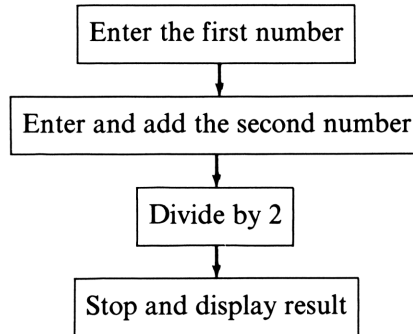 Enter the first number
Enter and add the second number
Divide by 2
Stop and display result